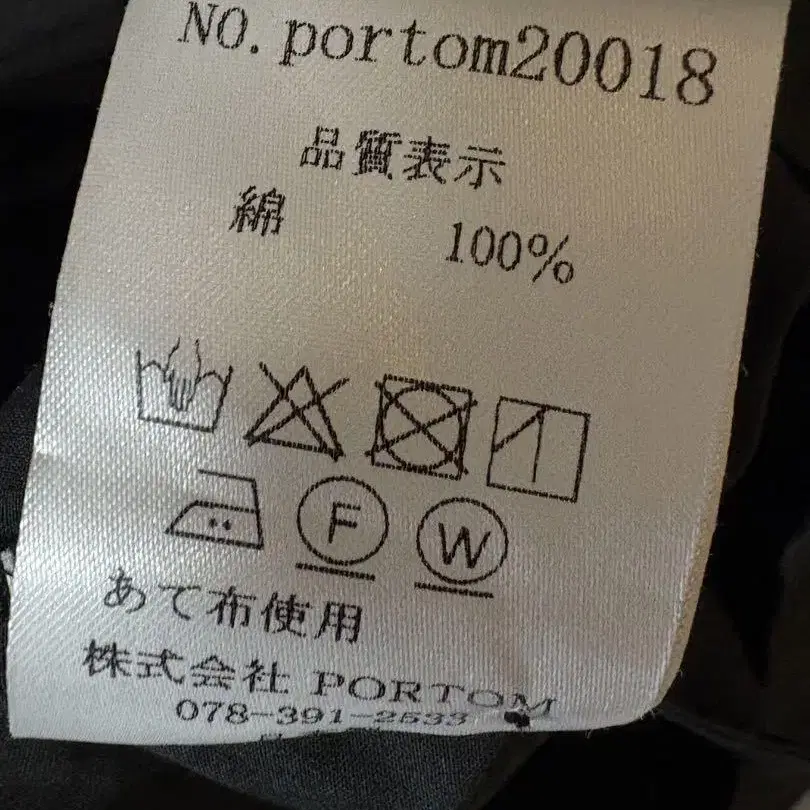 NO.portom20018
品質表示
綿 100%
F W
あて布使用
株式会社 PORTOM
078-391-2533